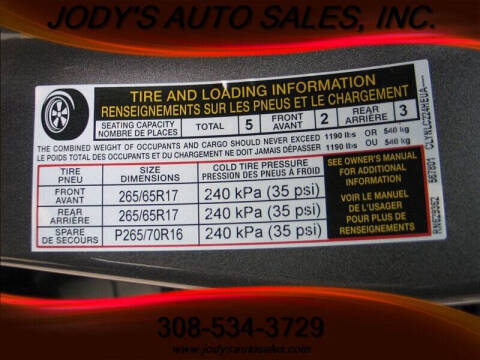 JODY'S AUTO SALES, INC.
TIRE AND LOADING INFORMATION
RENSEIGNEMENTS SUR LES PNEUS ET LE CHARGEMENT
SEATING CAPACITY
NOMBRE DE PLACES
TOTAL 5
FRONT
AVANT 2
REAR
ARRIÈRE 3
THE COMBINED WEIGHT OF OCCUPANTS AND CARGO SHOULD NEVER EXCEED 1190 lbs OR 540 kg
LE POIDS TOTAL DES OCCUPANTS ET DU CHARGEMENT NE DOIT JAMAIS DÉPASSER 1190 lbs OU 540 kg
TIRE
PNEU
SIZE
DIMENSIONS
COLD TIRE PRESSURE
PRESSION DES PNEUS À FROID
FRONT
AVANT
265/65R17
240 kPa (35 psi)
REAR
ARRIÈRE
265/65R17
240 kPa (35 psi)
SPARE
DE SECOURS
P265/70R16
240 kPa (35 psi)
SEE OWNER'S MANUAL
FOR ADDITIONAL
INFORMATION
VOIR LE MANUEL
DE L'USAGER
POUR PLUS DE
RENSEIGNEMENTS
308-534-3729
www.jodysautosales.com